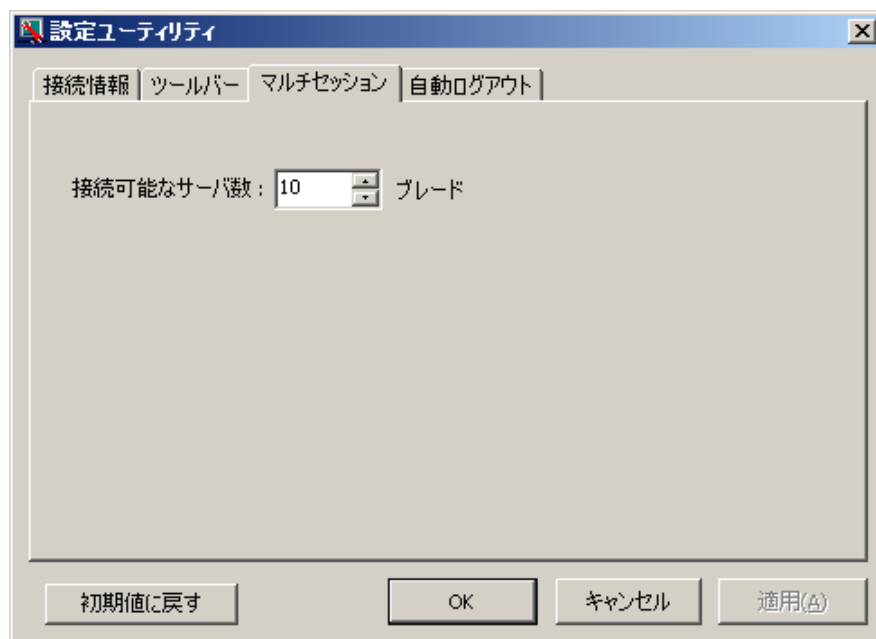 設定ユーティリティ
接続情報 ツールバー マルチセッション 自動ログアウト
接続可能なサーバ数 : 10 ブレード
初期値に戻す OK キャンセル 適用(A)